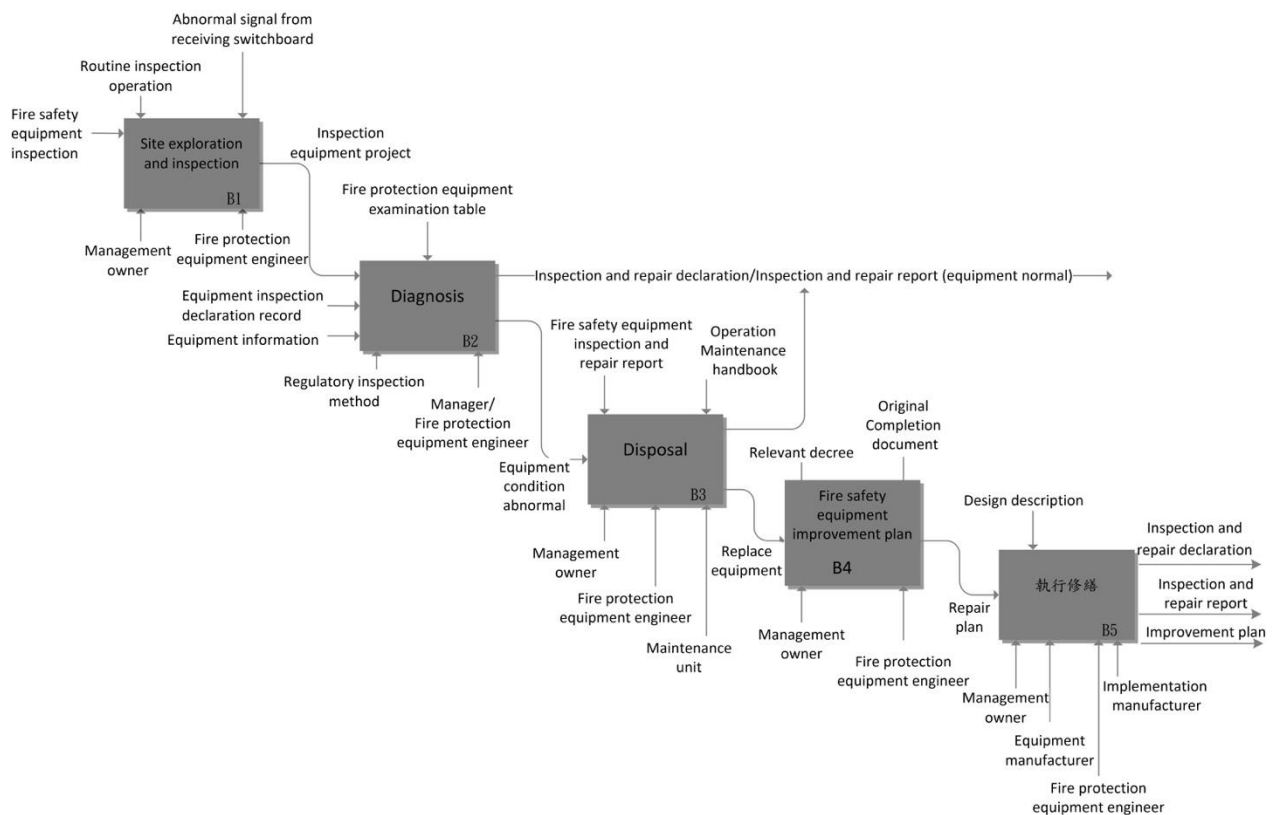 Abnormal signal from
receiving switchboard
Routine inspection
operation
Fire safety
equipment
inspection
Site exploration
and inspection
B1
Inspection
equipment project
Management
owner
Fire protection
equipment engineer
Fire protection equipment
examination table
Diagnosis
B2
Inspection and repair declaration/Inspection and repair report (equipment normal)
Equipment inspection
declaration record
Equipment information
Regulatory inspection
method
Manager/
Fire protection
equipment engineer
Fire safety equipment
inspection and
repair report
Operation
Maintenance
handbook
Equipment
condition
abnormal
Disposal
B3
Management
owner
Fire protection
equipment engineer
Maintenance
unit
Replace
equipment
Relevant decree
Original
Completion
document
Fire safety
equipment
improvement plan
B4
Management
owner
Fire protection
equipment engineer
Repair
plan
Design description
執行修繕
B5
Inspection and
repair declaration
Inspection and
repair report
Improvement plan
Management
owner
Equipment
manufacturer
Fire protection
equipment engineer
Implementation
manufacturer